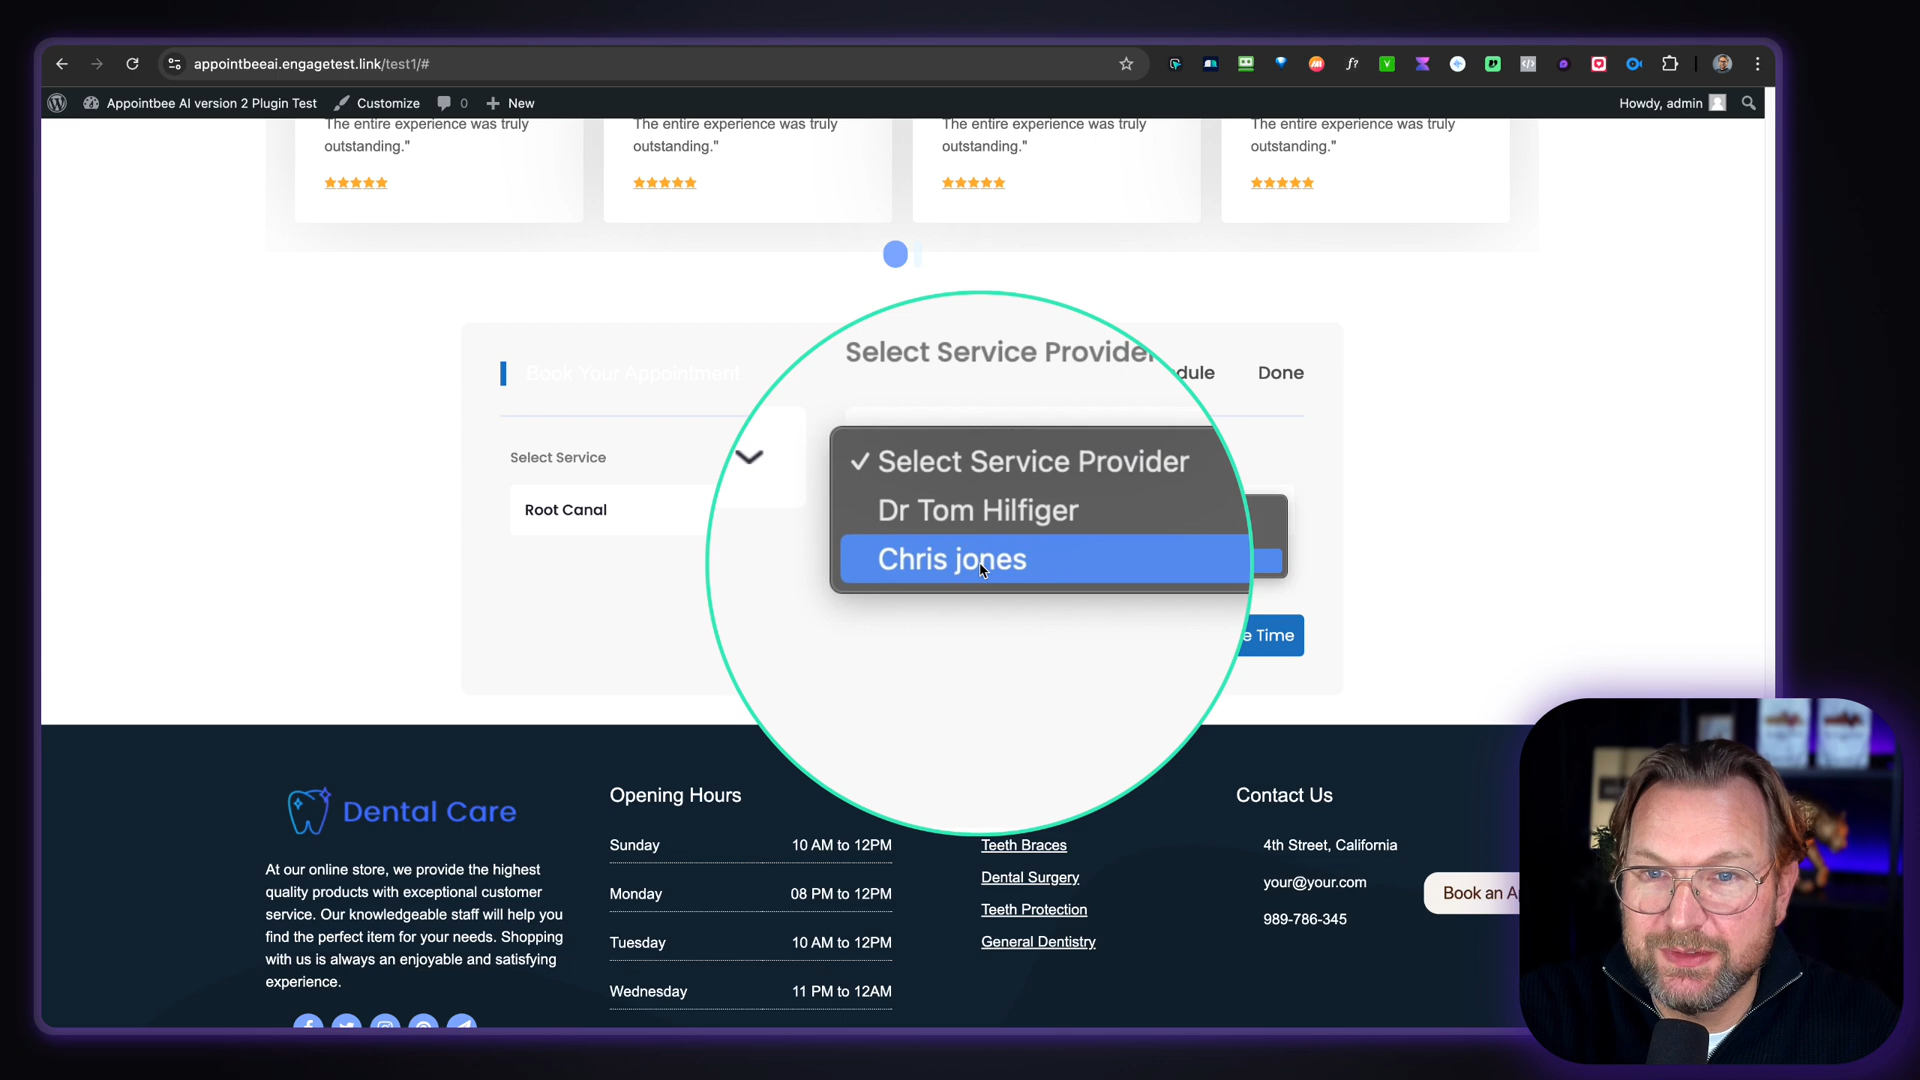 appointbeeai.engagetest.link/test1/#
Appointbee AI version 2 Plugin Test
Customize
0
New
Howdy, admin
The entire experience was truly
outstanding."
The entire experience was truly
outstanding."
The entire experience was truly
outstanding."
The entire experience was truly
outstanding."
Book Your Appointment
Select Service Provider
dule
Done
Select Service
Root Canal
✓ Select Service Provider
Dr Tom Hilfiger
Chris jones
e Time
Dental Care
At our online store, we provide the highest
quality products with exceptional customer
service. Our knowledgeable staff will help you
find the perfect item for your needs. Shopping
with us is always an enjoyable and satisfying
experience.
Opening Hours
Sunday 10 AM to 12PM
Monday 08 PM to 12PM
Tuesday 10 AM to 12PM
Wednesday 11 PM to 12AM
Teeth Braces
Dental Surgery
Teeth Protection
General Dentistry
Contact Us
4th Street, California
your@your.com
989-786-345
Book an A